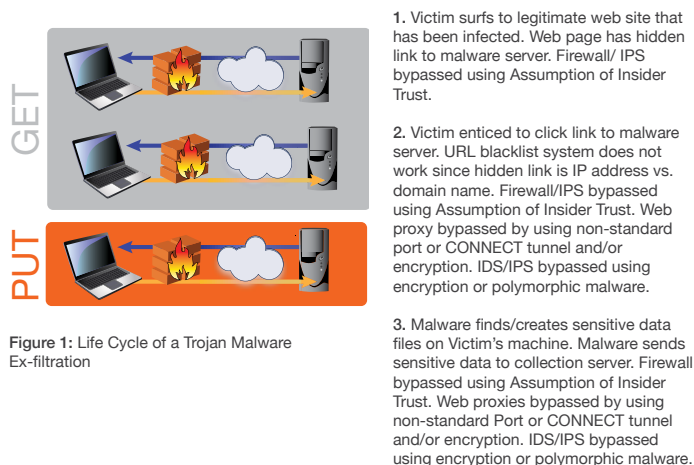 GET
PUT
Figure 1: Life Cycle of a Trojan Malware
Ex-filtration
1. Victim surfs to legitimate web site that
has been infected. Web page has hidden
link to malware server. Firewall/ IPS
bypassed using Assumption of Insider
Trust.
2. Victim enticed to click link to malware
server. URL blacklist system does not
work since hidden link is IP address vs.
domain name. Firewall/IPS bypassed
using Assumption of Insider Trust. Web
proxy bypassed by using non-standard
port or CONNECT tunnel and/or
encryption. IDS/IPS bypassed using
encryption or polymorphic malware.
3. Malware finds/creates sensitive data
files on Victim's machine. Malware sends
sensitive data to collection server. Firewall
bypassed using Assumption of Insider
Trust. Web proxies bypassed by using
non-standard Port or CONNECT tunnel
and/or encryption. IDS/IPS bypassed
using encryption or polymorphic malware.